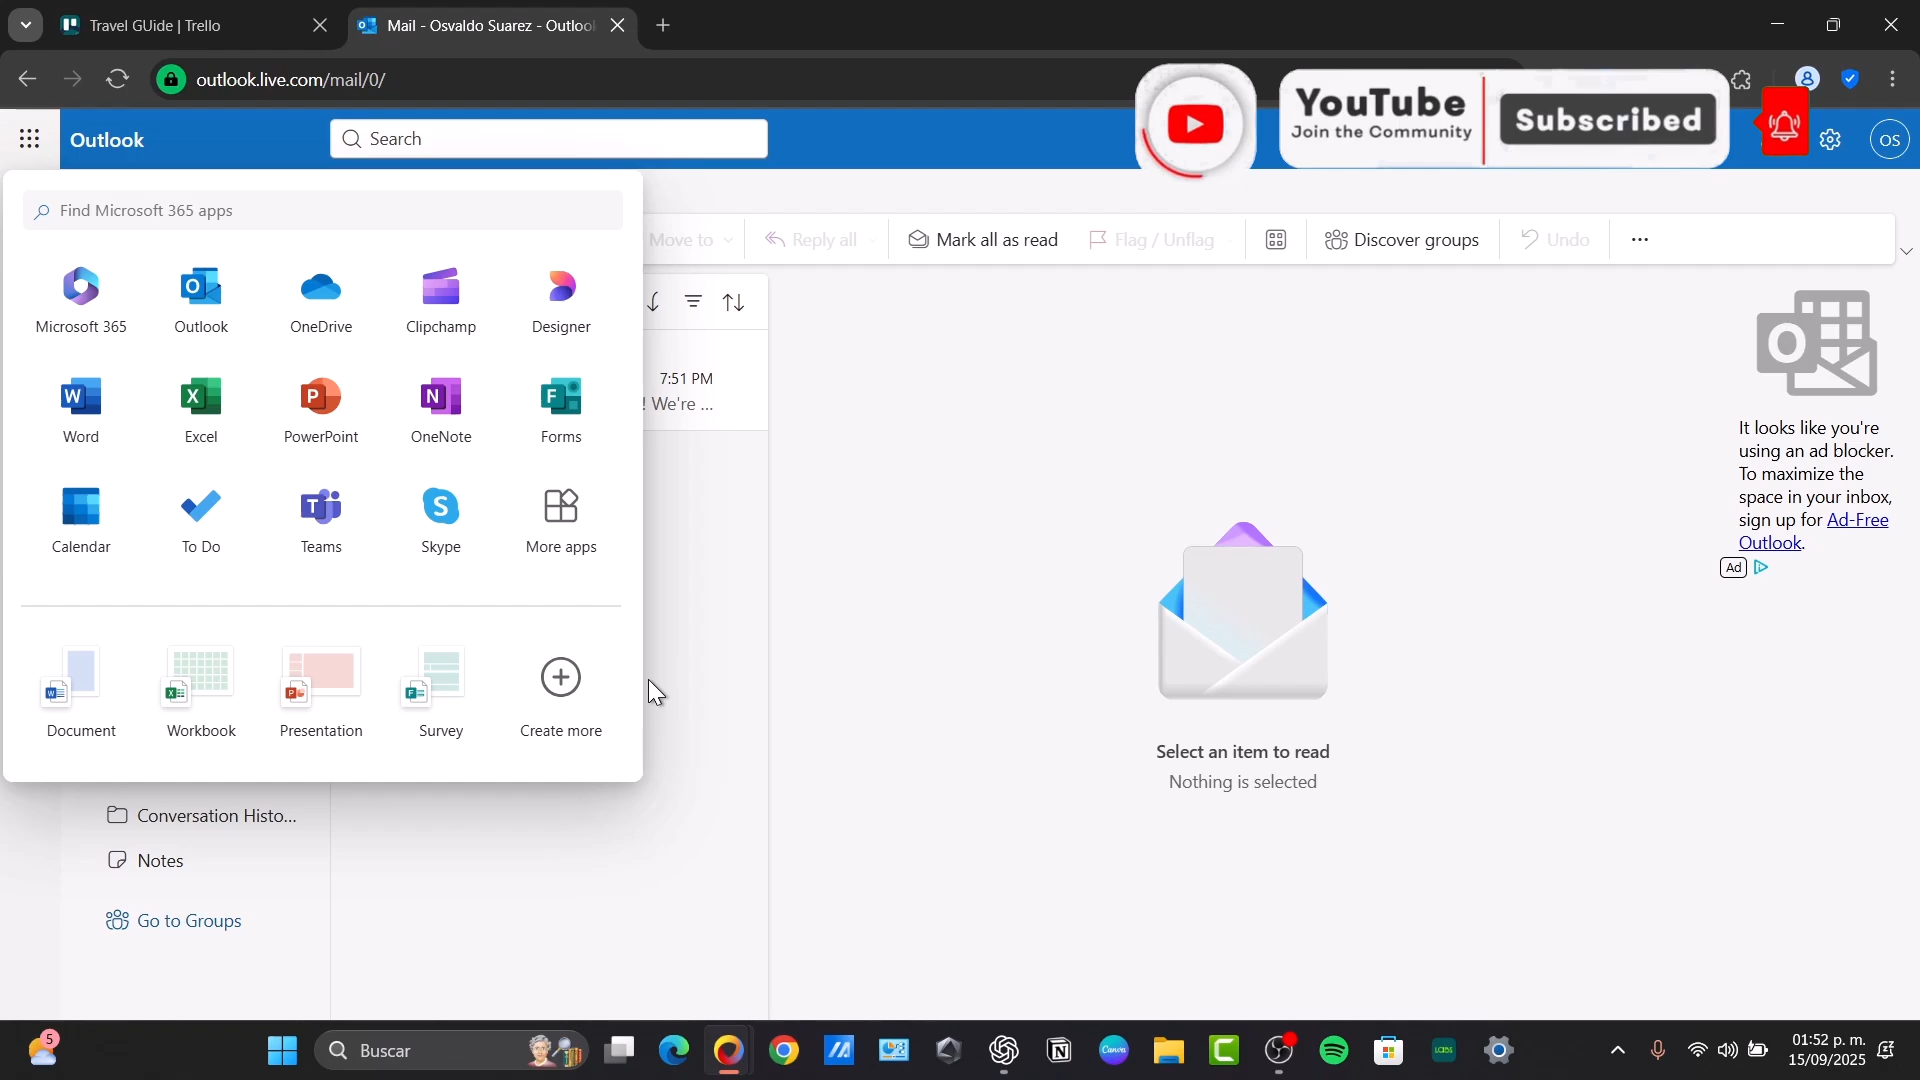 Travel GUide | Trello
Mail - Osvaldo Suarez - Outloo
outlook.live.com/mail/0/
YouTube
Join the Community
Subscribed
Outlook
Search
OS
Find Microsoft 365 apps
Move to
Reply all
Mark all as read
Flag / Unflag
Discover groups
Undo
Microsoft 365
Outlook
OneDrive
Clipchamp
Designer
7:51 PM
! We're ...
Word
Excel
PowerPoint
OneNote
Forms
Calendar
To Do
Teams
Skype
More apps
Document
Workbook
Presentation
Survey
Create more
It looks like you're
using an ad blocker.
To maximize the
space in your inbox,
sign up for Ad-Free
Outlook.
Ad
Select an item to read
Nothing is selected
Conversation Histo...
Notes
Go to Groups
5
Buscar
Canva
01:52 p. m.
15/09/2025